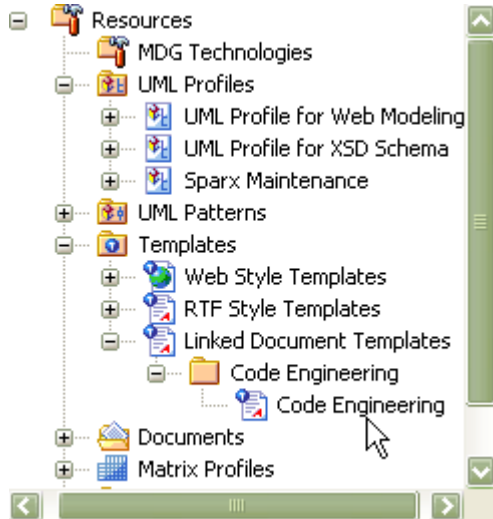 Resources
MDG Technologies
UML Profiles
UML Profile for Web Modeling
UML Profile for XSD Schema
Sparx Maintenance
UML Patterns
Templates
Web Style Templates
RTF Style Templates
Linked Document Templates
Code Engineering
Code Engineering
Documents
Matrix Profiles